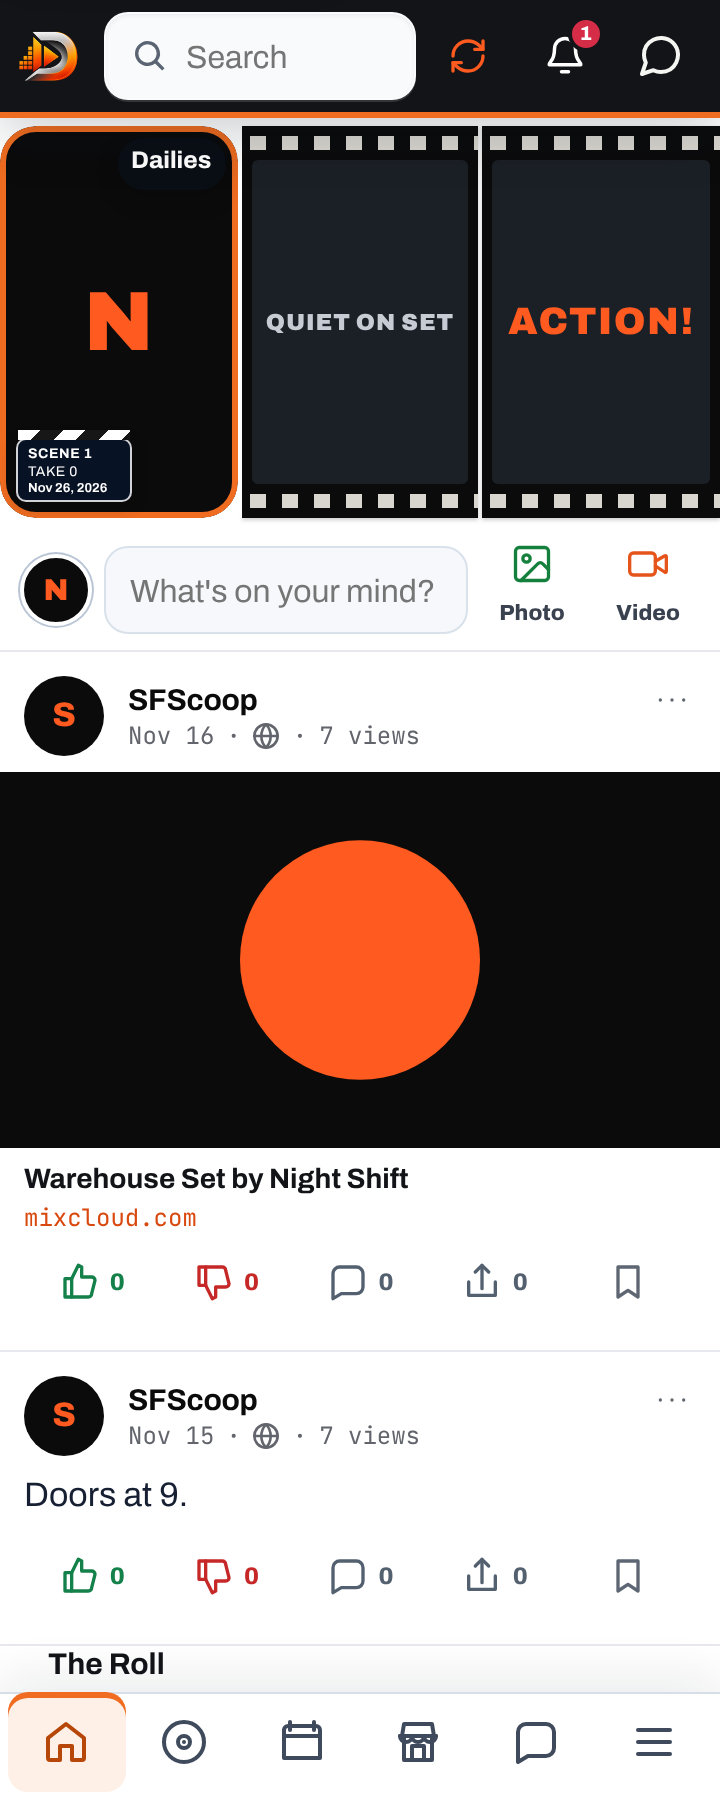 Search
1
Dailies
N
SCENE 1
TAKE 0
Nov 26, 2026
QUIET ON SET
ACTION!
N
What's on your mind?
Photo
Video
S
SFScoop
Nov 16 · 7 views
Warehouse Set by Night Shift
mixcloud.com
0 0 0 0
S
SFScoop
Nov 15 · 7 views
Doors at 9.
0 0 0 0
The Roll